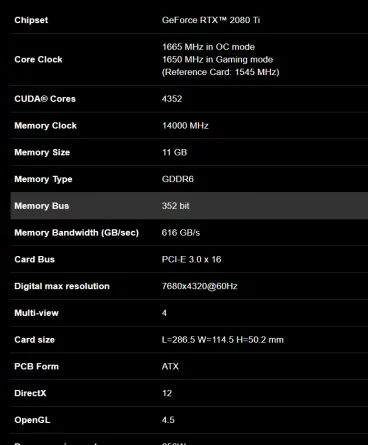 Chipset GeForce RTX™ 2080 Ti
Core Clock 1665 MHz in OC mode
1650 MHz in Gaming mode
(Reference Card: 1545 MHz)
CUDA® Cores 4352
Memory Clock 14000 MHz
Memory Size 11 GB
Memory Type GDDR6
Memory Bus 352 bit
Memory Bandwidth (GB/sec) 616 GB/s
Card Bus PCI-E 3.0 x 16
Digital max resolution 7680x4320@60Hz
Multi-view 4
Card size L=286.5 W=114.5 H=50.2 mm
PCB Form ATX
DirectX 12
OpenGL 4.5